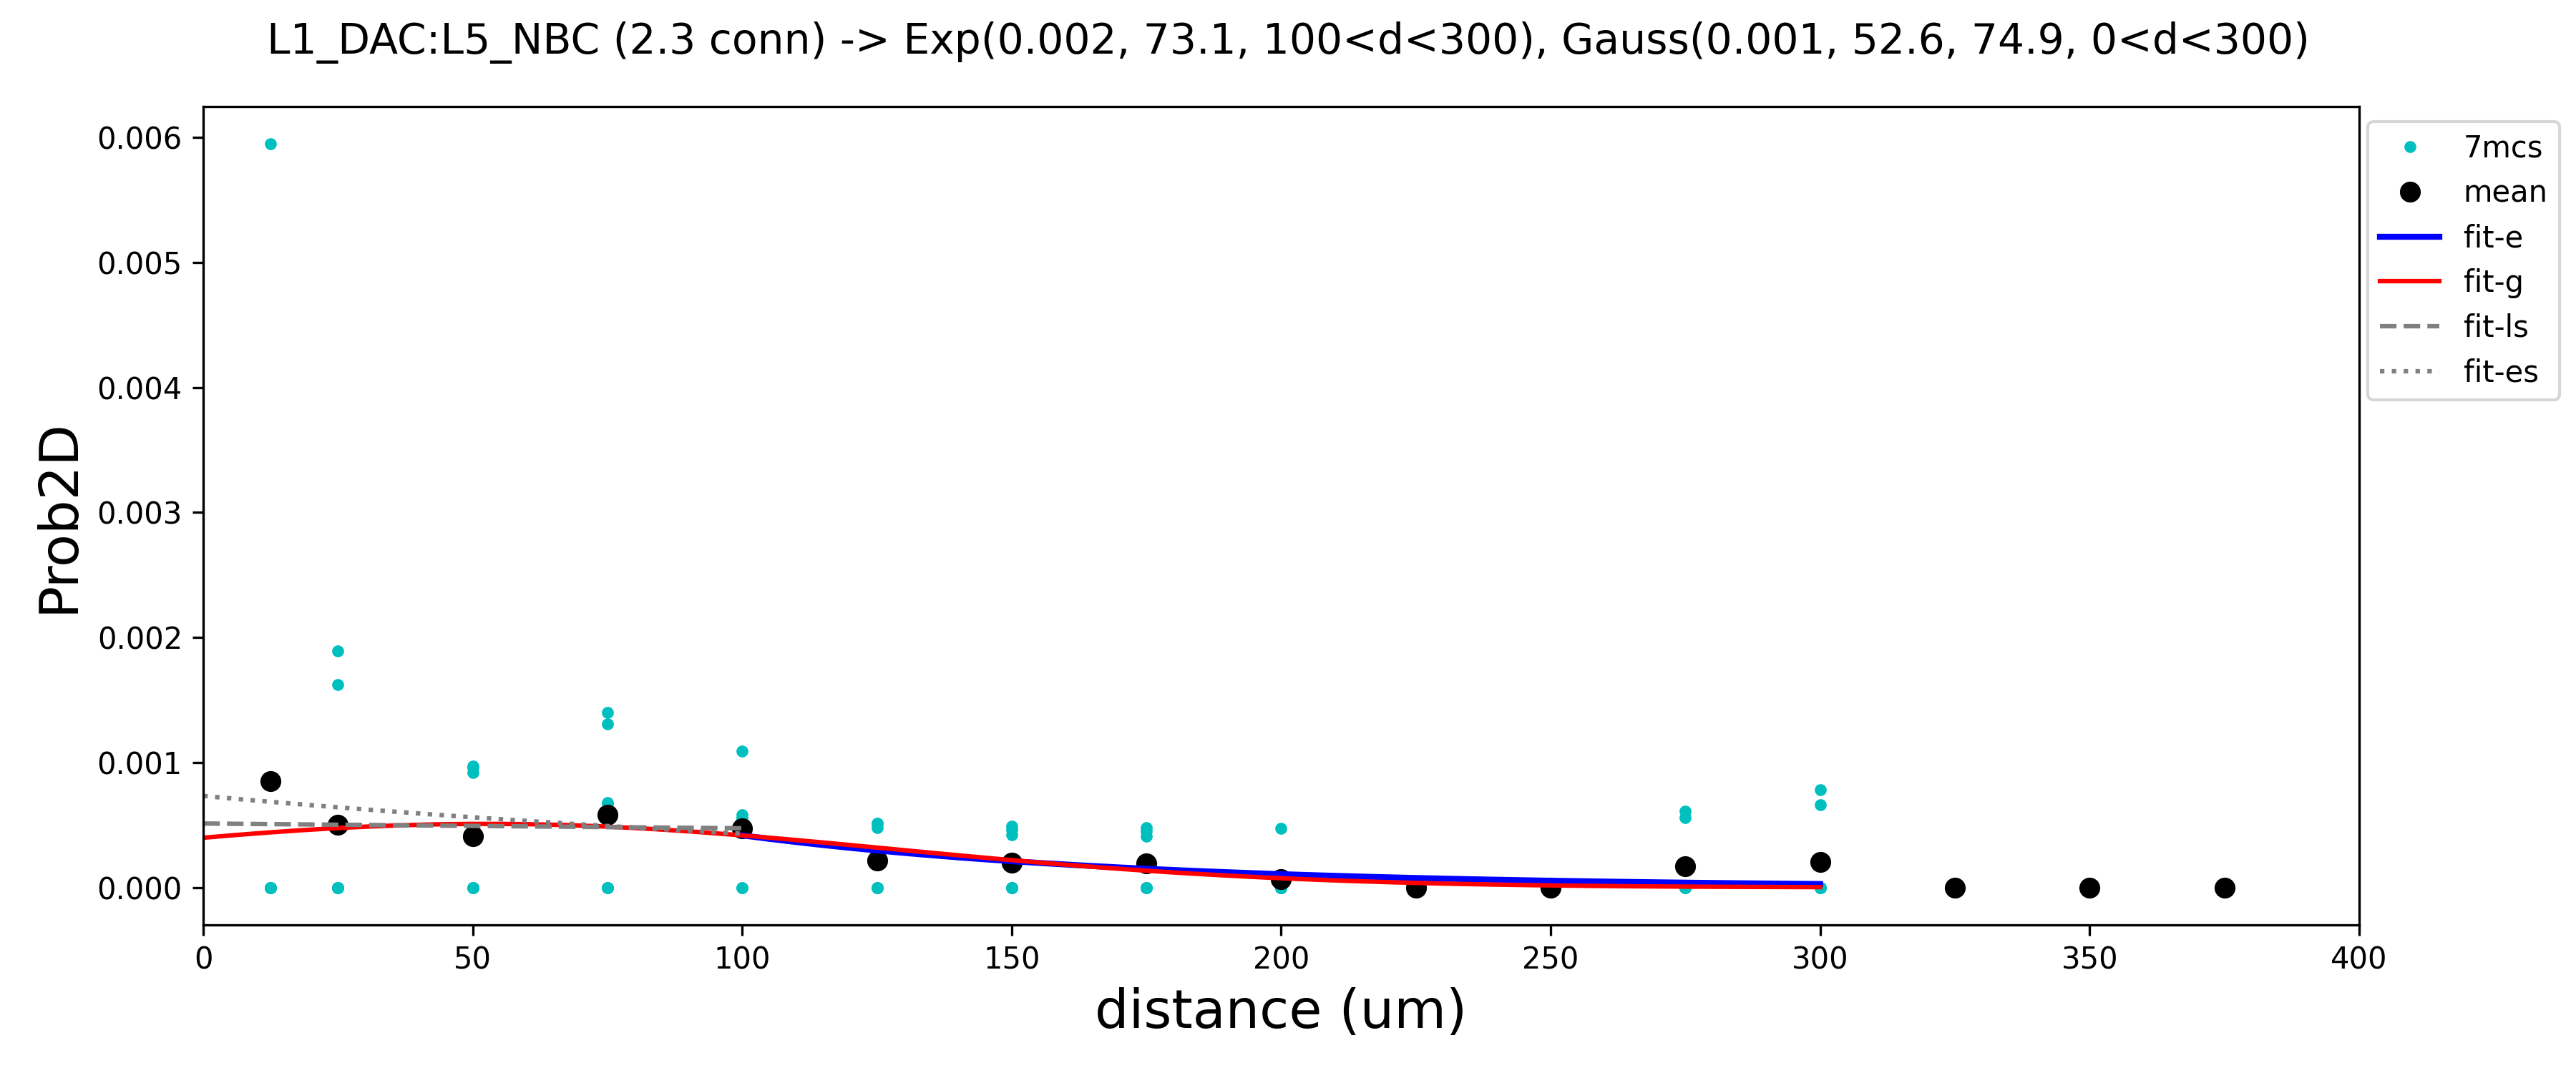 L1_DAC:L5_NBC (2.3 conn) -> Exp(0.002, 73.1, 100<d<300), Gauss(0.001, 52.6, 74.9, 0<d<300)
0.006
0.005
0.004
0.003
0.002
0.001
0.000
Prob2D
0 50 100 150 200 250 300 350 400
distance (um)
7mcs
mean
fit-e
fit-g
fit-ls
fit-es